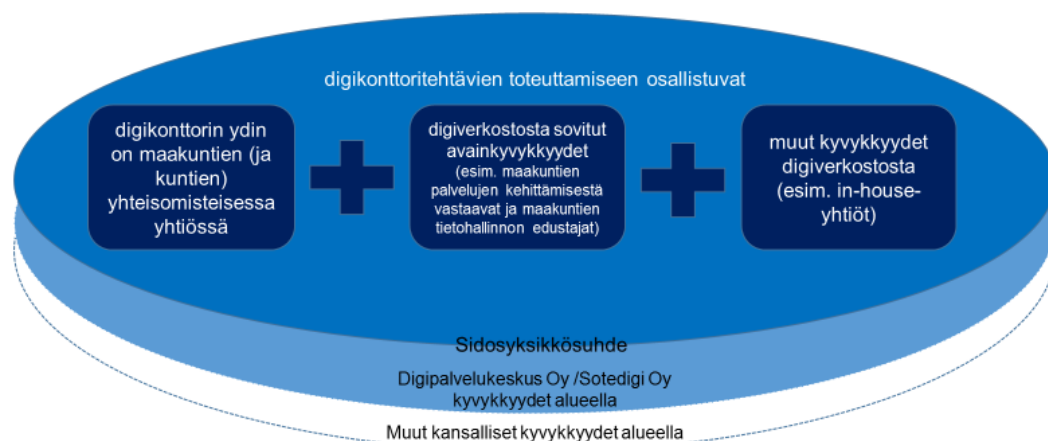 digikonttoritehtävien toteuttamiseen osallistuvat
digikonttorin ydin
on maakuntien (ja
kuntien)
yhteisomisteisessa
yhtiössä
digiverkostosta sovitut
avainkyvykkyydet
(esim. maakuntien
palvelujen kehittämisestä
vastaavat ja maakuntien
tietohallinnon edustajat)
muut kyvykkyydet
digiverkostosta
(esim. in-house-
yhtiöt)
Sidosyksikkösuhde
Digipalvelukeskus Oy /Sotedigi Oy
kyvykkyydet alueella
Muut kansalliset kyvykkyydet alueella